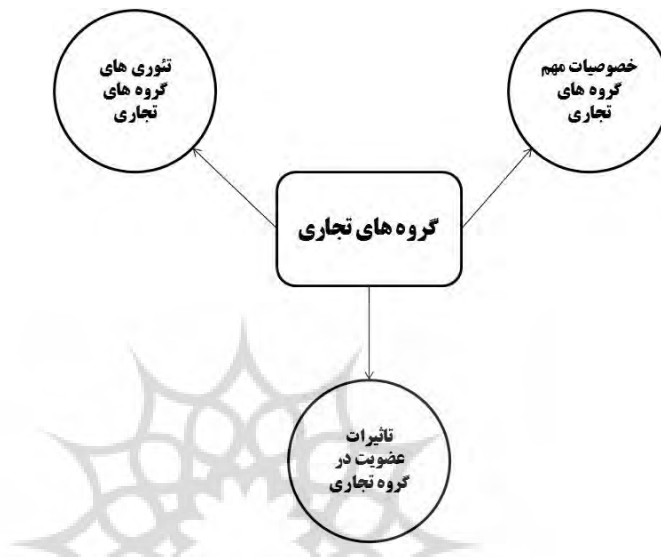 خصوصیات مهم
گروه های
تجاری
تئوری های
گروه های
تجاری
گروه های تجاری
تاثیرات
عضویت در
گروه تجاری